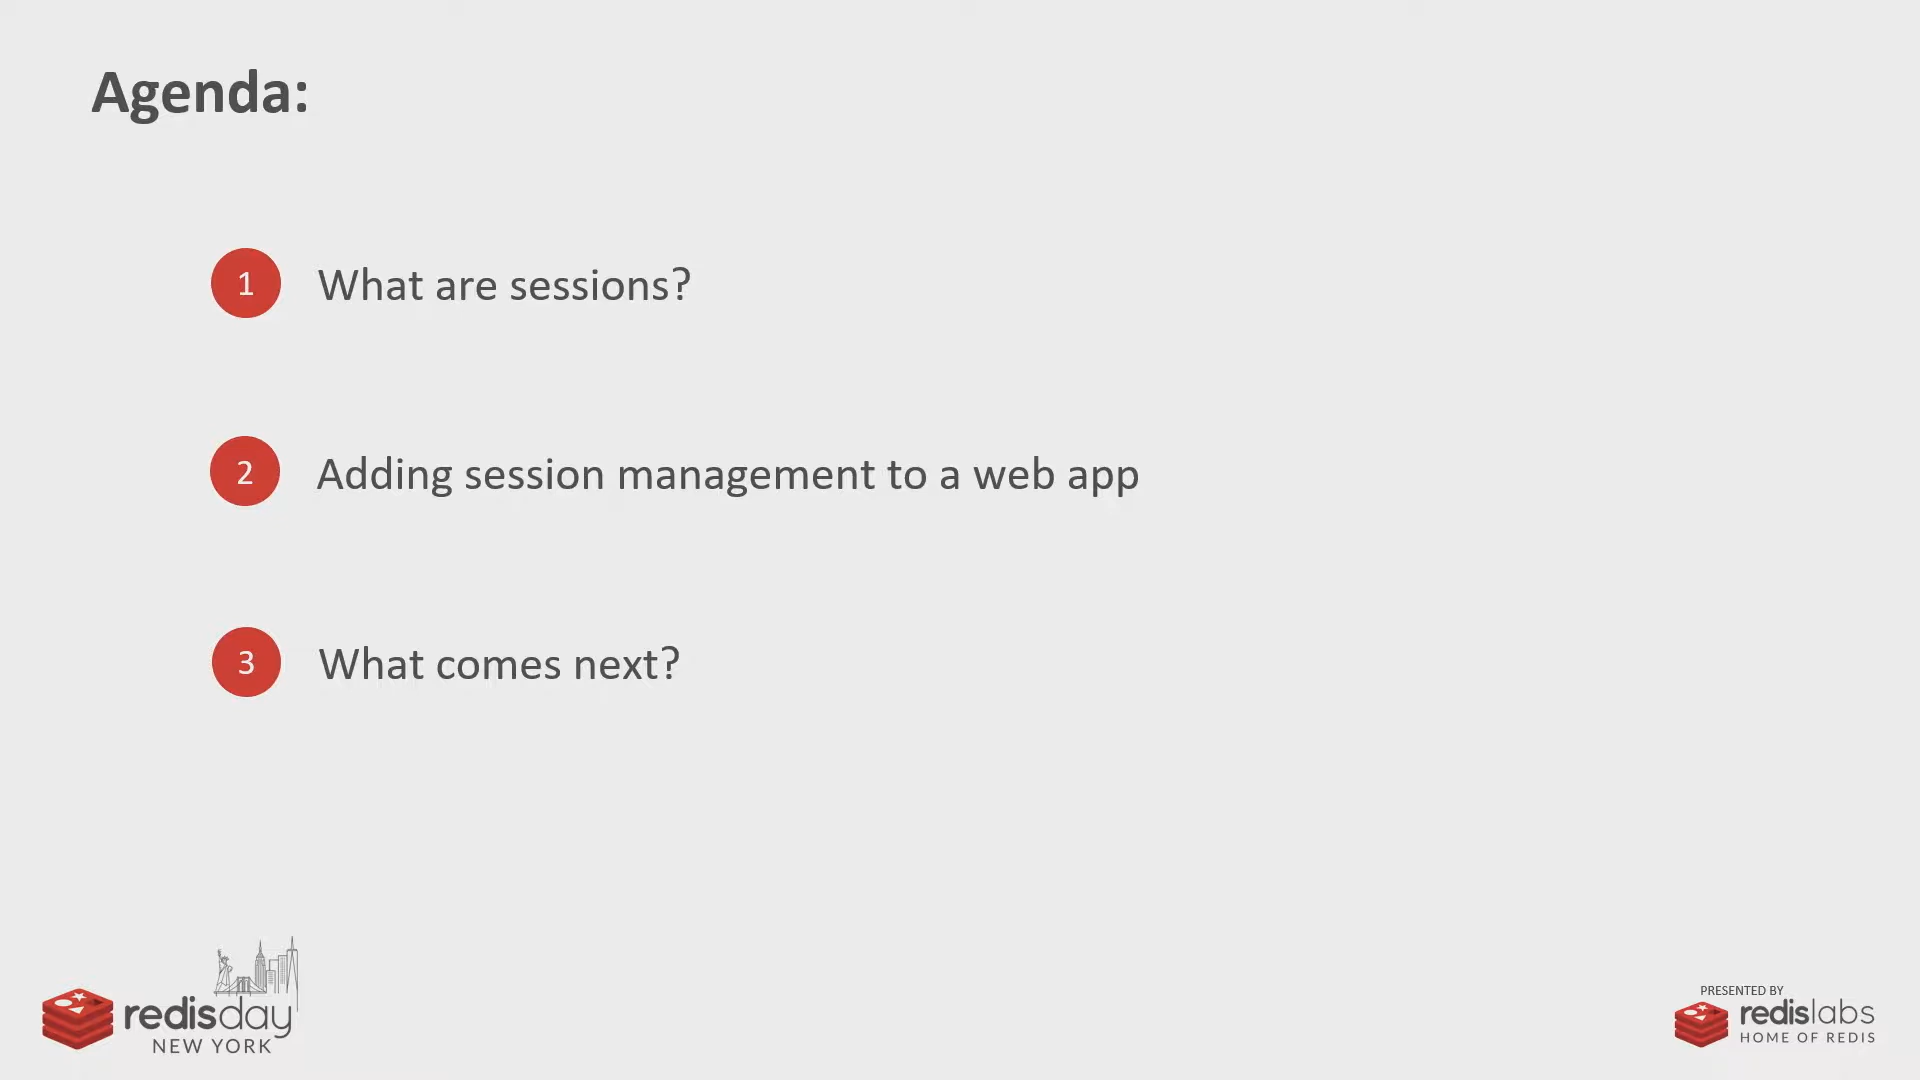 Agenda:
1 What are sessions?
2 Adding session management to a web app
3 What comes next?
redisday
NEW YORK
PRESENTED BY
redislabs
HOME OF REDIS